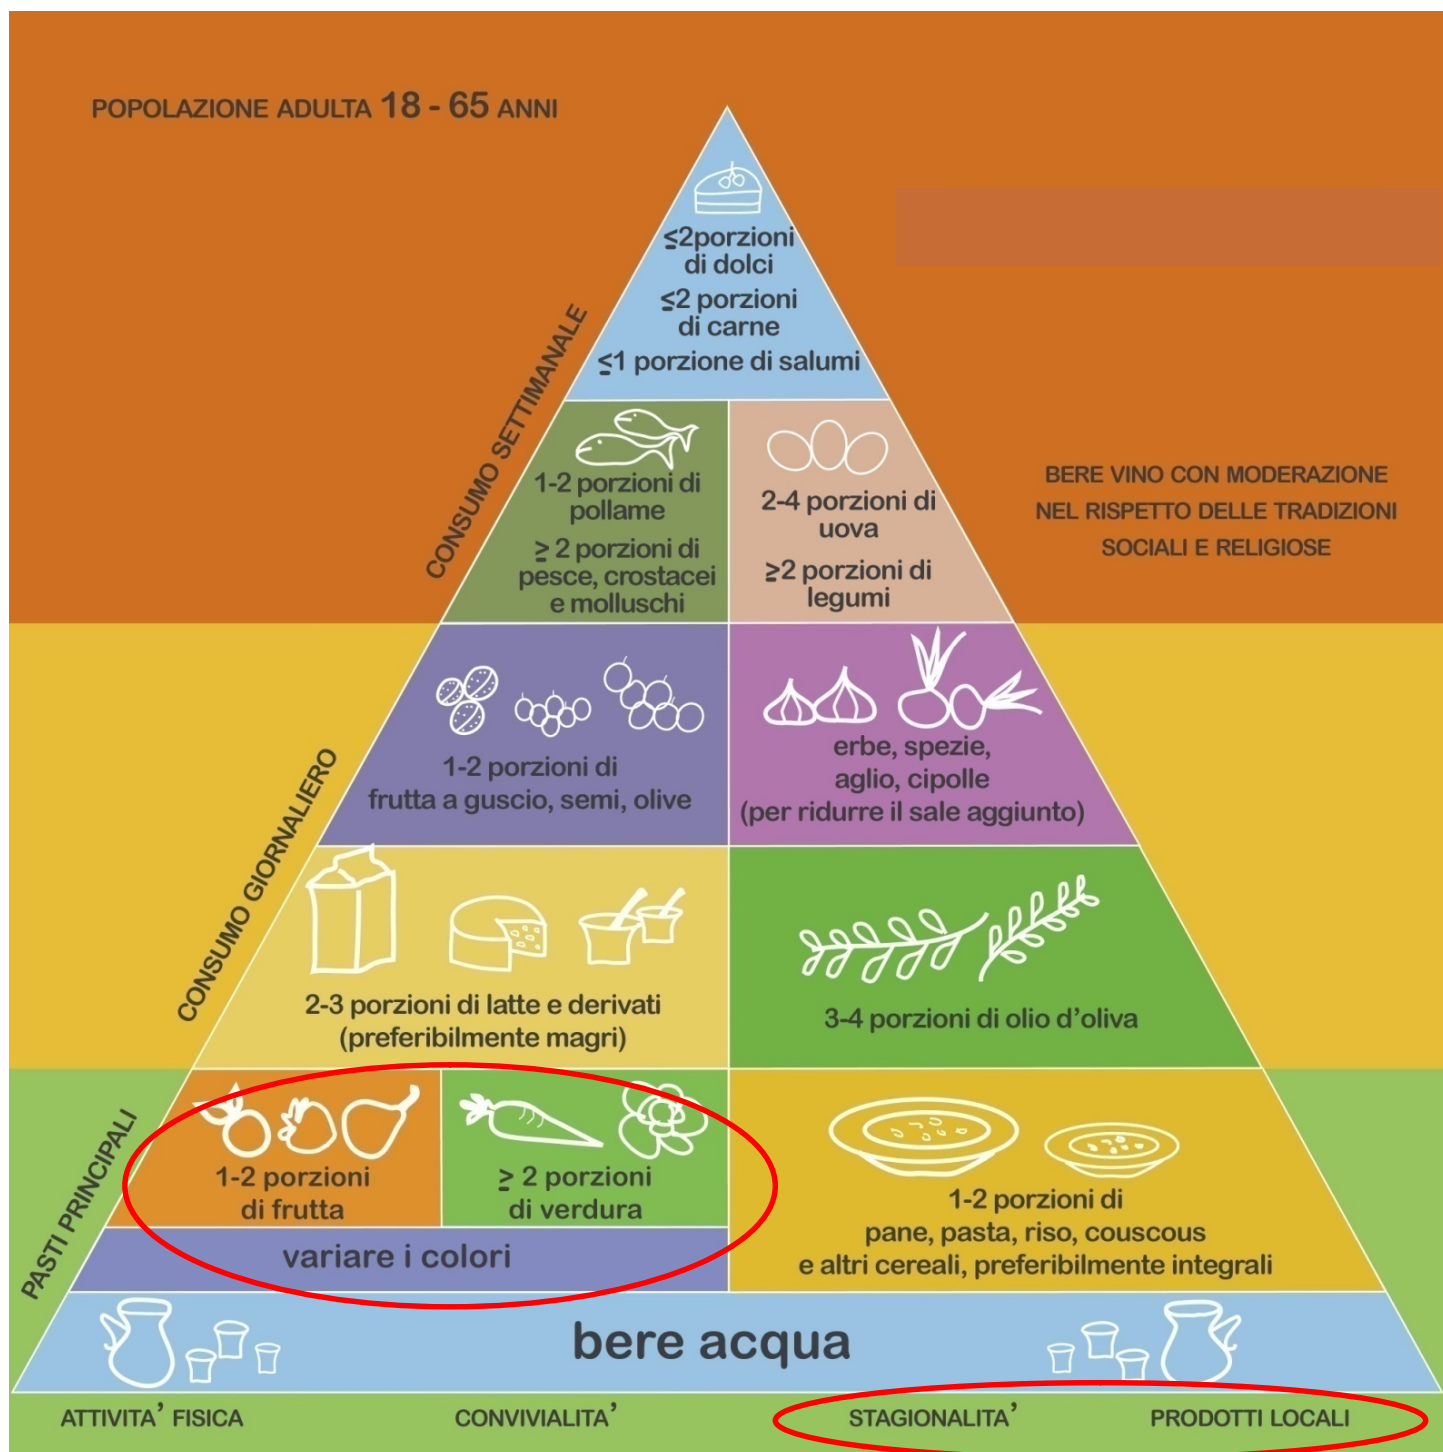 POPOLAZIONE ADULTA 18 - 65 ANNI
≤2porzioni
di dolci
≤2 porzioni
di carne
≤1 porzione di salumi
CONSUMO SETTIMANALE
1-2 porzioni di
pollame
≥ 2 porzioni di
pesce, crostacei
e molluschi
2-4 porzioni di
uova
≥2 porzioni di
legumi
BERE VINO CON MODERAZIONE
NEL RISPETTO DELLE TRADIZIONI
SOCIALI E RELIGIOSE
CONSUMO GIORNALIERO
1-2 porzioni di
frutta a guscio, semi, olive
erbe, spezie,
aglio, cipolle
(per ridurre il sale aggiunto)
2-3 porzioni di latte e derivati
(preferibilmente magri)
3-4 porzioni di olio d'oliva
PASTI PRINCIPALI
1-2 porzioni
di frutta
≥ 2 porzioni
di verdura
variare i colori
1-2 porzioni di
pane, pasta, riso, couscous
e altri cereali, preferibilmente integrali
bere acqua
ATTIVITA' FISICA
CONVIVIALITA'
STAGIONALITA'
PRODOTTI LOCALI